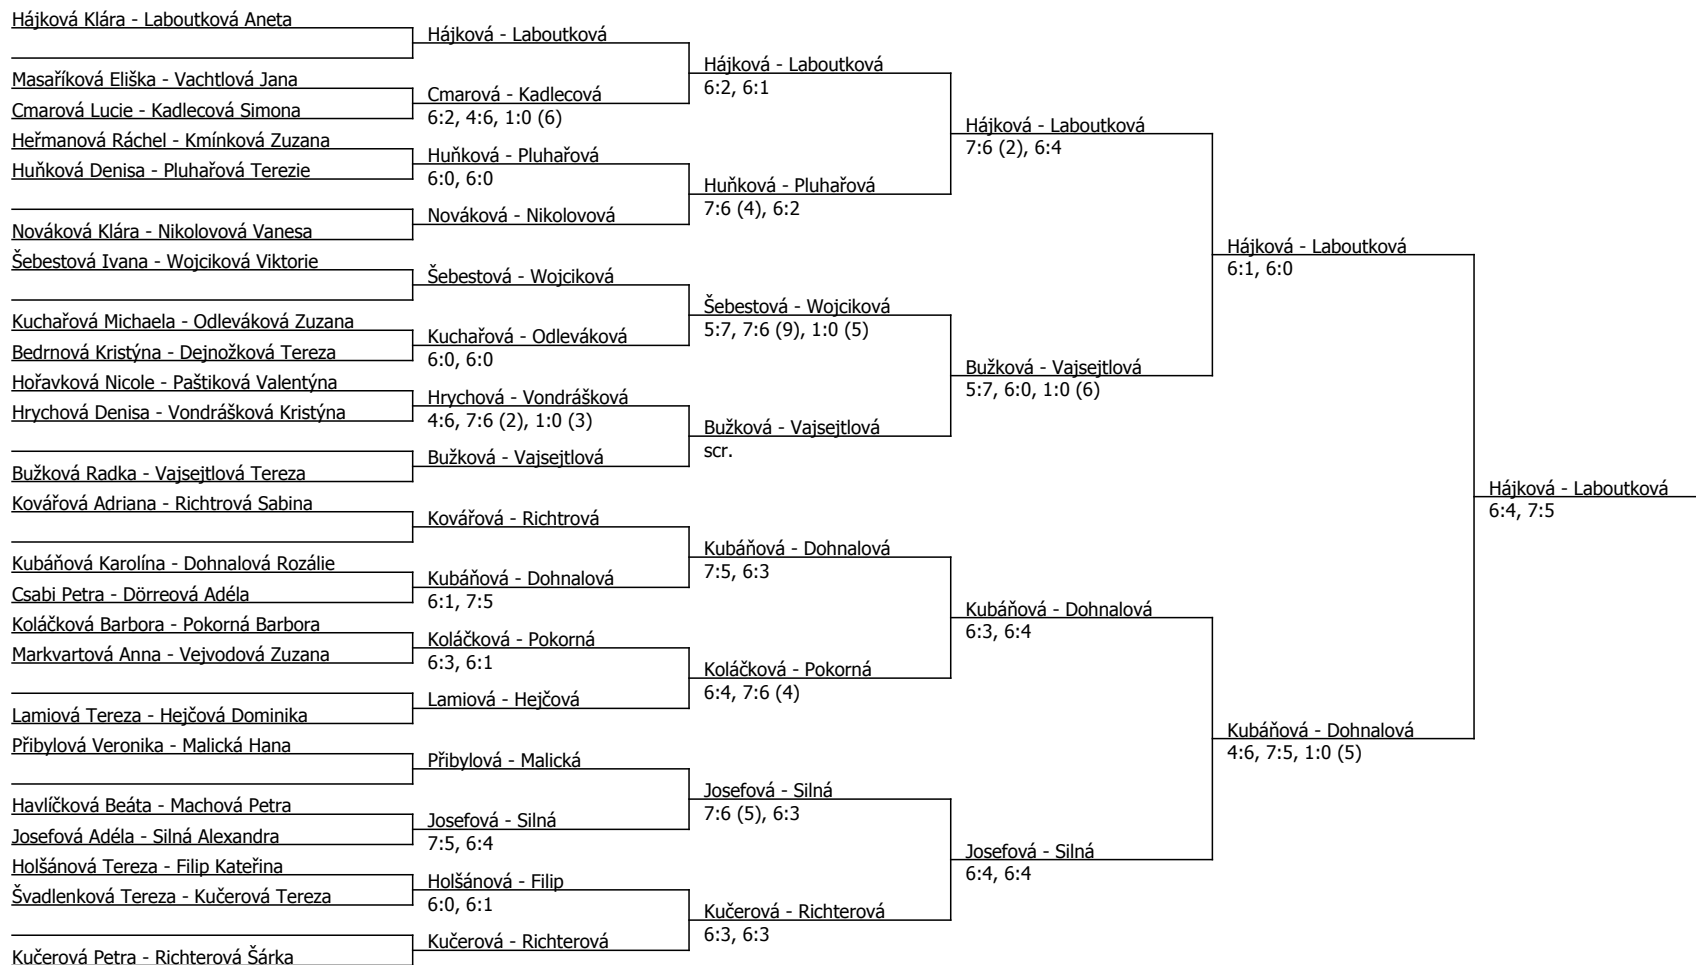 Hájková Klára - Laboutková Aneta
Masaříková Eliška - Vachtlová Jana
Cmarová Lucie - Kadlecová Simona
Heřmanová Ráchel - Kmínková Zuzana
Huňková Denisa - Pluhařová Terezie
Nováková Klára - Nikolovová Vanesa
Šebestová Ivana - Wojciková Viktorie
Kuchařová Michaela - Odleváková Zuzana
Bedrnová Kristýna - Dejnožková Tereza
Hořavková Nicole - Paštiková Valentýna
Hrychová Denisa - Vondrášková Kristýna
Bužková Radka - Vajsejtlová Tereza
Kovářová Adriana - Richtrová Sabina
Kubáňová Karolína - Dohnalová Rozálie
Csabi Petra - Dörreová Adéla
Koláčková Barbora - Pokorná Barbora
Markvartová Anna - Vejvodová Zuzana
Lamiová Tereza - Hejčová Dominika
Přibylová Veronika - Malická Hana
Havlíčková Beáta - Machová Petra
Josefová Adéla - Silná Alexandra
Holšánová Tereza - Filip Kateřina
Švadlenková Tereza - Kučerová Tereza
Kučerová Petra - Richterová Šárka
Hájková - Laboutková
Cmarová - Kadlecová
6:2, 4:6, 1:0 (6)
Huňková - Pluhařová
6:0, 6:0
Nováková - Nikolovová
Šebestová - Wojciková
Kuchařová - Odleváková
6:0, 6:0
Hrychová - Vondrášková
4:6, 7:6 (2), 1:0 (3)
Bužková - Vajsejtlová
Kovářová - Richtrová
Kubáňová - Dohnalová
6:1, 7:5
Koláčková - Pokorná
6:3, 6:1
Lamiová - Hejčová
Přibylová - Malická
Josefová - Silná
7:5, 6:4
Holšánová - Filip
6:0, 6:1
Kučerová - Richterová
Hájková - Laboutková
6:2, 6:1
Huňková - Pluhařová
7:6 (4), 6:2
Šebestová - Wojciková
5:7, 7:6 (9), 1:0 (5)
Bužková - Vajsejtlová
scr.
Kubáňová - Dohnalová
7:5, 6:3
Koláčková - Pokorná
6:4, 7:6 (4)
Josefová - Silná
7:6 (5), 6:3
Kučerová - Richterová
6:3, 6:3
Hájková - Laboutková
7:6 (2), 6:4
Bužková - Vajsejtlová
5:7, 6:0, 1:0 (6)
Kubáňová - Dohnalová
6:3, 6:4
Josefová - Silná
6:4, 6:4
Hájková - Laboutková
6:1, 6:0
Kubáňová - Dohnalová
4:6, 7:5, 1:0 (5)
Hájková - Laboutková
6:4, 7:5